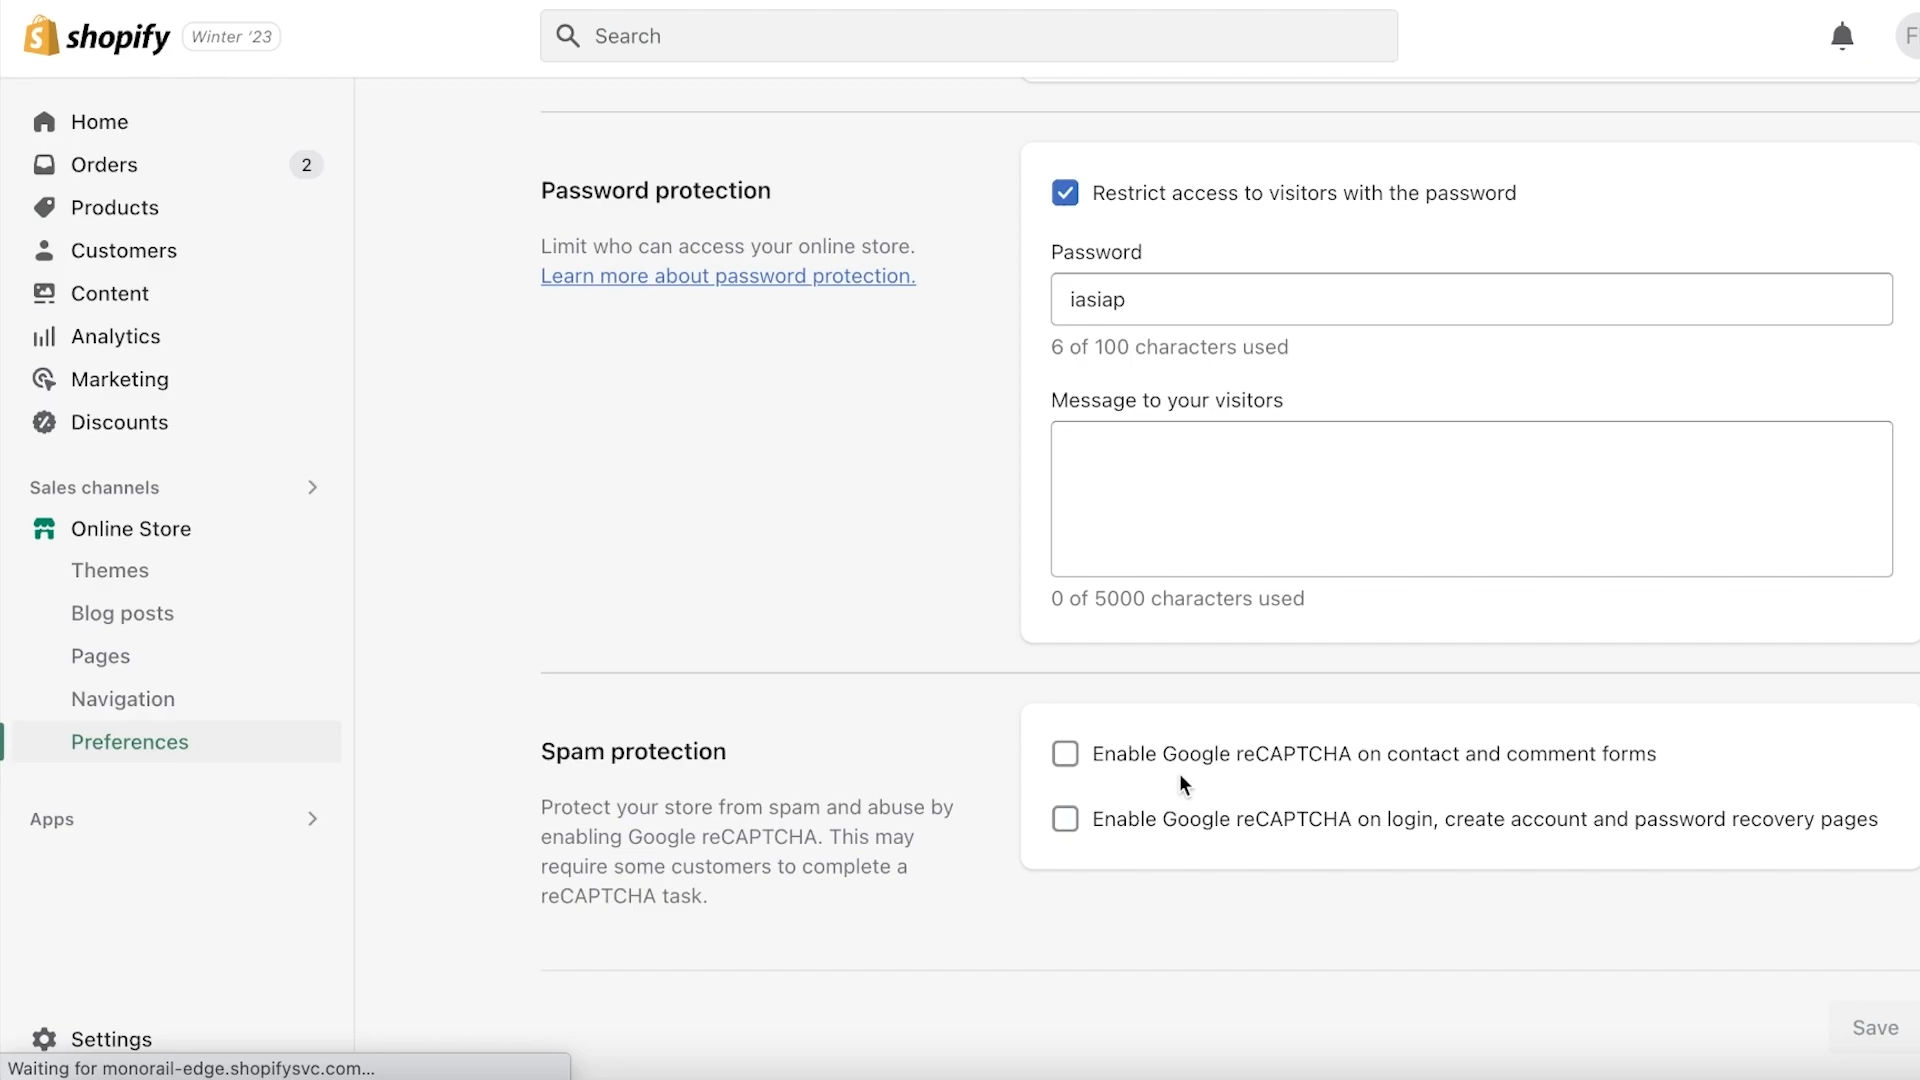 shopify Winter '23
Search
F
Home
Orders 2
Products
Customers
Content
Analytics
Marketing
Discounts
Sales channels
Online Store
Themes
Blog posts
Pages
Navigation
Preferences
Apps
Settings
Waiting for monorail-edge.shopifysvc.com...
Password protection
Limit who can access your online store.
Learn more about password protection.
Restrict access to visitors with the password
Password
iasiap
6 of 100 characters used
Message to your visitors
0 of 5000 characters used
Spam protection
Protect your store from spam and abuse by
enabling Google reCAPTCHA. This may
require some customers to complete a
reCAPTCHA task.
Enable Google reCAPTCHA on contact and comment forms
Enable Google reCAPTCHA on login, create account and password recovery pages
Save